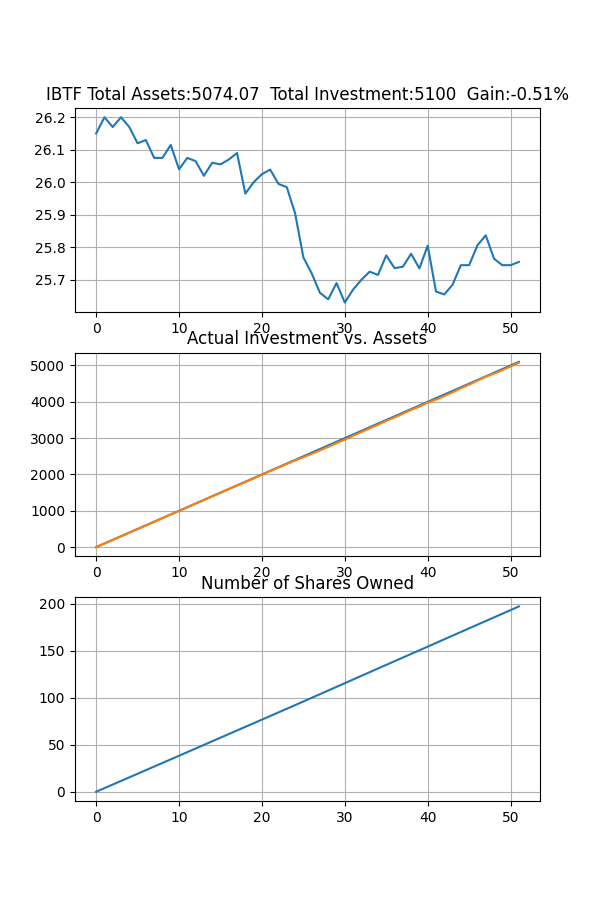 IBTF Total Assets:5074.07  Total Investment:5100  Gain:-0.51%
26.2
26.1
26.0
25.9
25.8
25.7
0 10 20 30 40 50
Actual Investment vs. Assets
5000
4000
3000
2000
1000
0
0 10 20 30 40 50
Number of Shares Owned
200
150
100
50
0
0 10 20 30 40 50